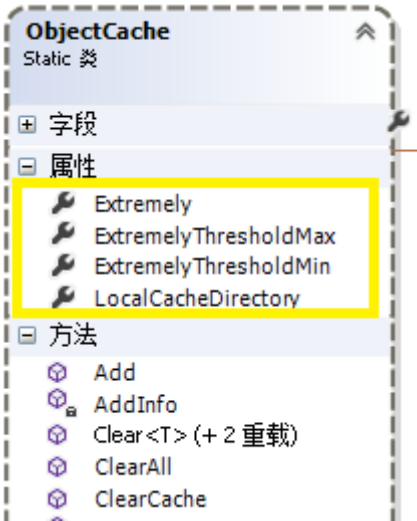 ObjectCache
Static 类
字段
属性
Extremely
ExtremelyThresholdMax
ExtremelyThresholdMin
LocalCacheDirectory
方法
Add
AddInfo
Clear<T> (+ 2 重载)
ClearAll
ClearCache